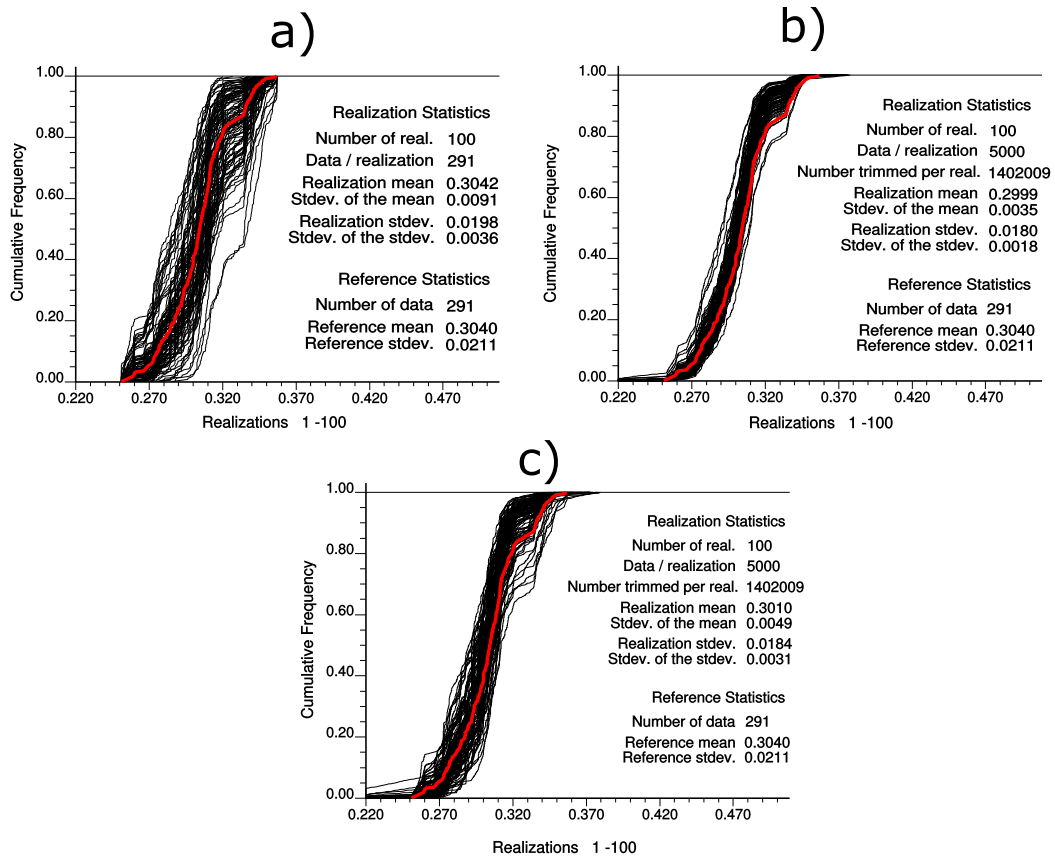 a)
1.00
0.80
0.60
0.40
0.20
0.00
Cumulative Frequency
0.220 0.270 0.320 0.370 0.420 0.470
Realizations 1 -100
Realization Statistics
Number of real. 100
Data / realization 291
Realization mean 0.3042
Stdev. of the mean 0.0091
Realization stdev. 0.0198
Stdev. of the stdev. 0.0036
Reference Statistics
Number of data 291
Reference mean 0.3040
Reference stdev. 0.0211
b)
1.00
0.80
0.60
0.40
0.20
0.00
Cumulative Frequency
0.220 0.270 0.320 0.370 0.420 0.470
Realizations 1 -100
Realization Statistics
Number of real. 100
Data / realization 5000
Number trimmed per real. 1402009
Realization mean 0.2999
Stdev. of the mean 0.0035
Realization stdev. 0.0180
Stdev. of the stdev. 0.0018
Reference Statistics
Number of data 291
Reference mean 0.3040
Reference stdev. 0.0211
c)
1.00
0.80
0.60
0.40
0.20
0.00
Cumulative Frequency
0.220 0.270 0.320 0.370 0.420 0.470
Realizations 1 -100
Realization Statistics
Number of real. 100
Data / realization 5000
Number trimmed per real. 1402009
Realization mean 0.3010
Stdev. of the mean 0.0049
Realization stdev. 0.0184
Stdev. of the stdev. 0.0031
Reference Statistics
Number of data 291
Reference mean 0.3040
Reference stdev. 0.0211